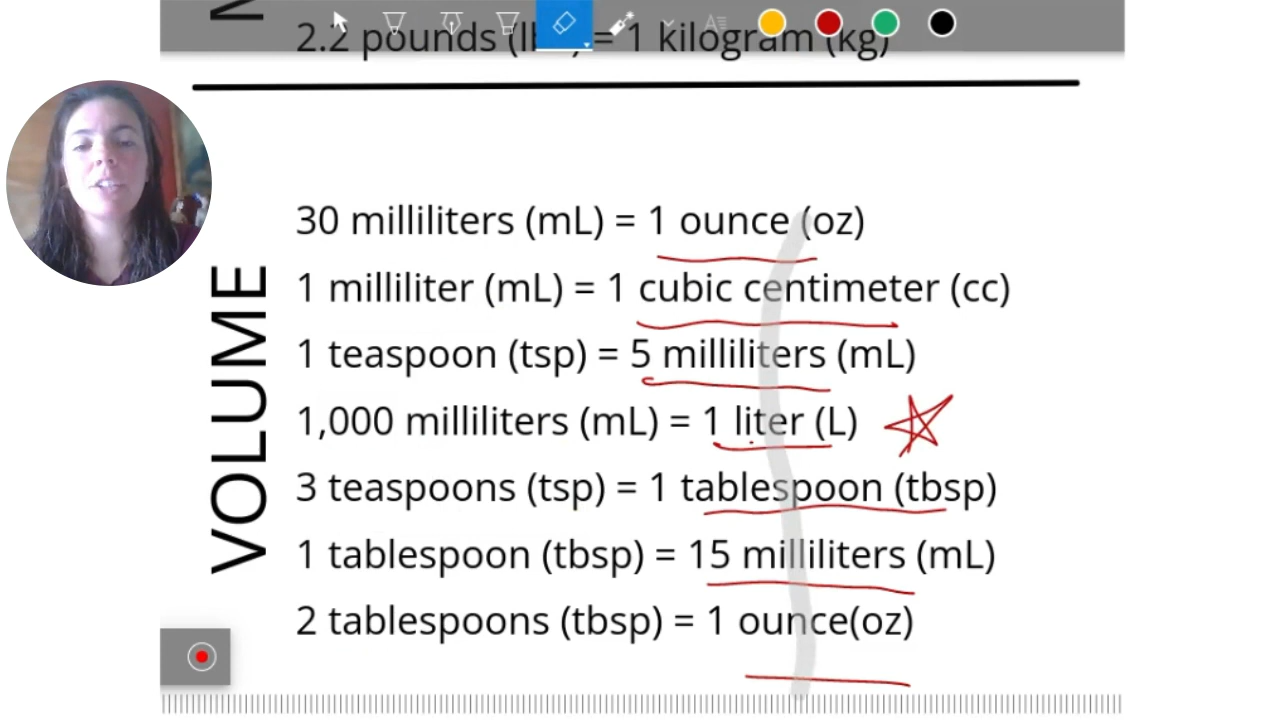 2.2 pounds (lb = 1 kilogram (kg)
VOLUME
30 milliliters (mL) = 1 ounce (oz)
1 milliliter (mL) = 1 cubic centimeter (cc)
1 teaspoon (tsp) = 5 milliliters (mL)
1,000 milliliters (mL) = 1 liter (L)
3 teaspoons (tsp) = 1 tablespoon (tbsp)
1 tablespoon (tbsp) = 15 milliliters (mL)
2 tablespoons (tbsp) = 1 ounce(oz)